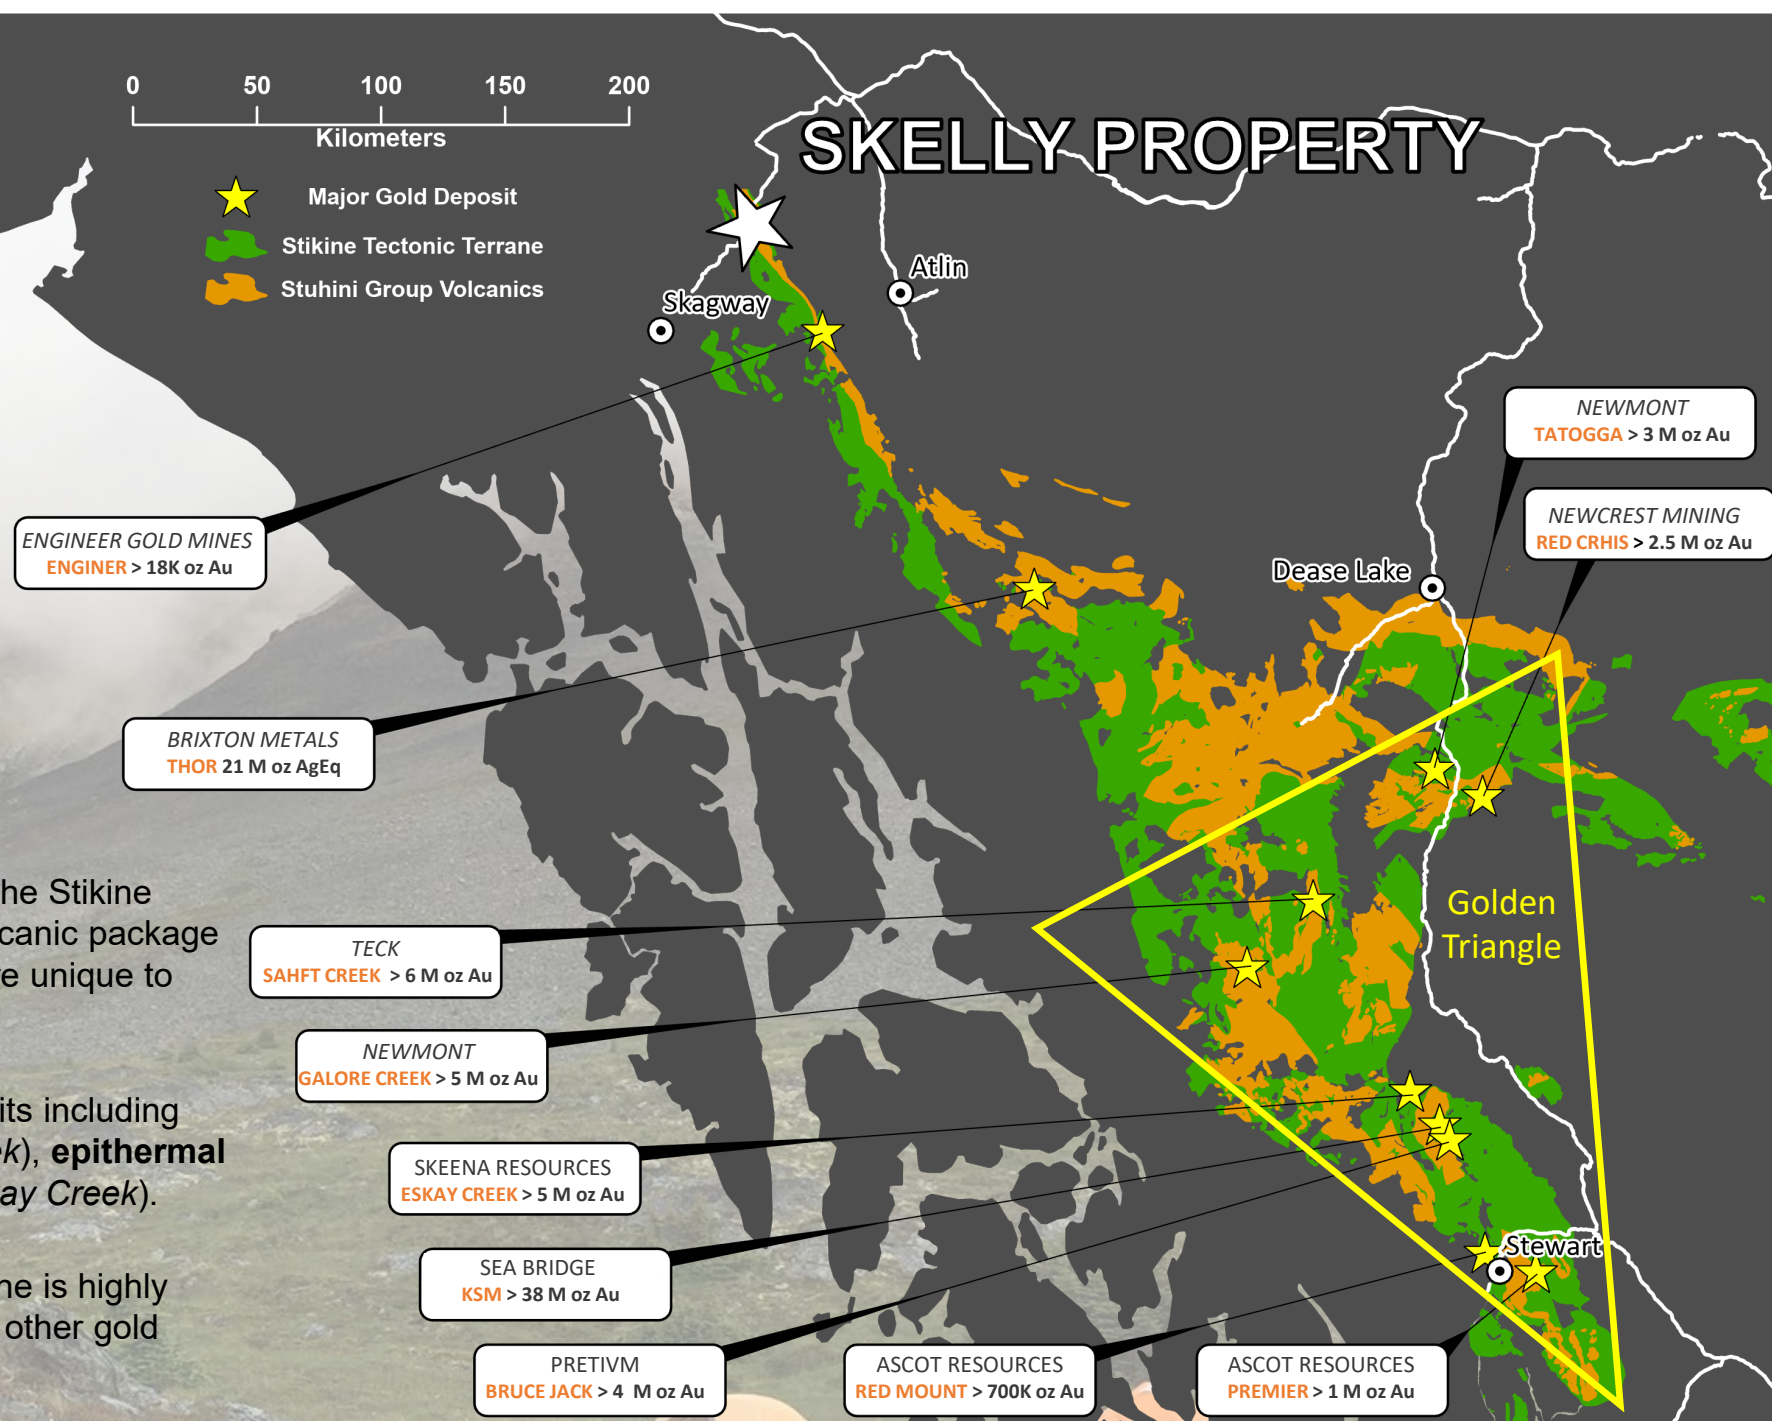 0 50 100 150 200
Kilometers
Major Gold Deposit
Stikine Tectonic Terrane
Stuhini Group Volcanics
SKELLY PROPERTY
Atlin
Skagway
NEWMONT
TATOGGA > 3 M oz Au
NEWCREST MINING
RED CRHIS > 2.5 M oz Au
ENGINEER GOLD MINES
ENGINER > 18K oz Au
Dease Lake
BRIXTON METALS
THOR 21 M oz AgEq
Golden
Triangle
he Stikine
canic package
e unique to
TECK
SAHFT CREEK > 6 M oz Au
NEWMONT
GALORE CREEK > 5 M oz Au
its including
ek), epithermal
ay Creek).
SKEENA RESOURCES
ESKAY CREEK > 5 M oz Au
SEA BRIDGE
KSM > 38 M oz Au
Stewart
ne is highly
other gold
PRETIVM
BRUCE JACK > 4 M oz Au
ASCOT RESOURCES
RED MOUNT > 700K oz Au
ASCOT RESOURCES
PREMIER > 1 M oz Au